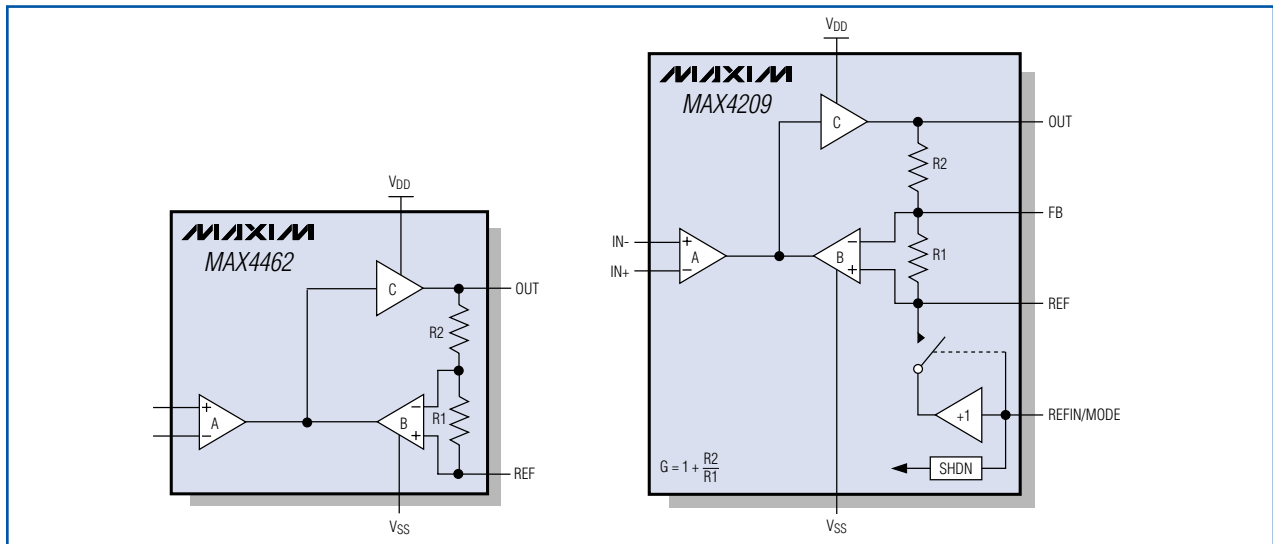 MAXIM
MAX4462
VDD
C
OUT
R2
R1
A
+
−
B
−
+
REF
VSS
MAXIM
MAX4209
VDD
C
OUT
R2
FB
IN-
IN+
+
−
A
B
−
+
R1
REF
+1
REFIN/MODE
SHDN
G = 1 + R2/R1
VSS